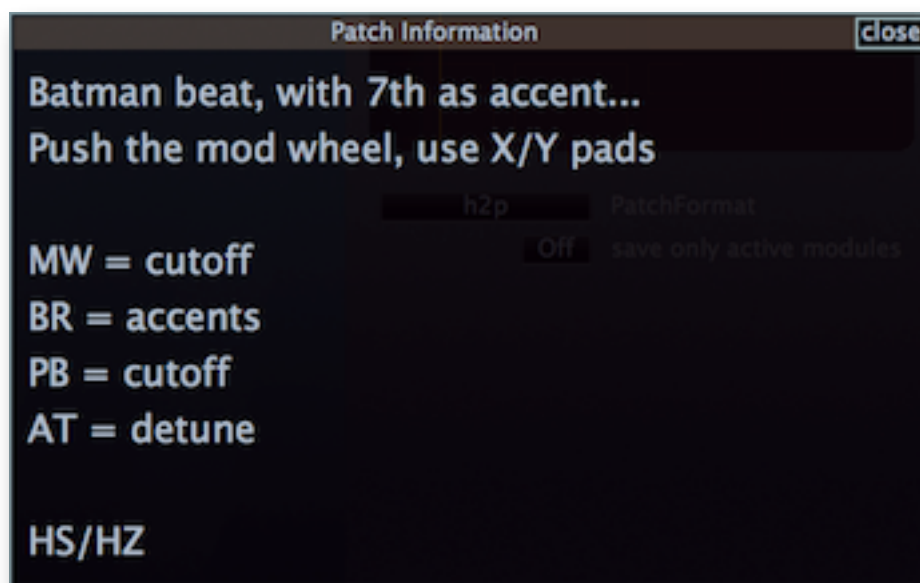 Patch Information
close
Batman beat, with 7th as accent...
Push the mod wheel, use X/Y pads
h2p PatchFormat
Off save only active modules
MW = cutoff
BR = accents
PB = cutoff
AT = detune
HS/HZ